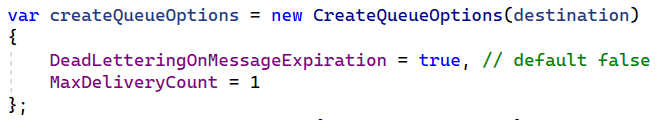 var createQueueOptions = new CreateQueueOptions(destination)
{
    DeadLetteringOnMessageExpiration = true, // default false
    MaxDeliveryCount = 1
};